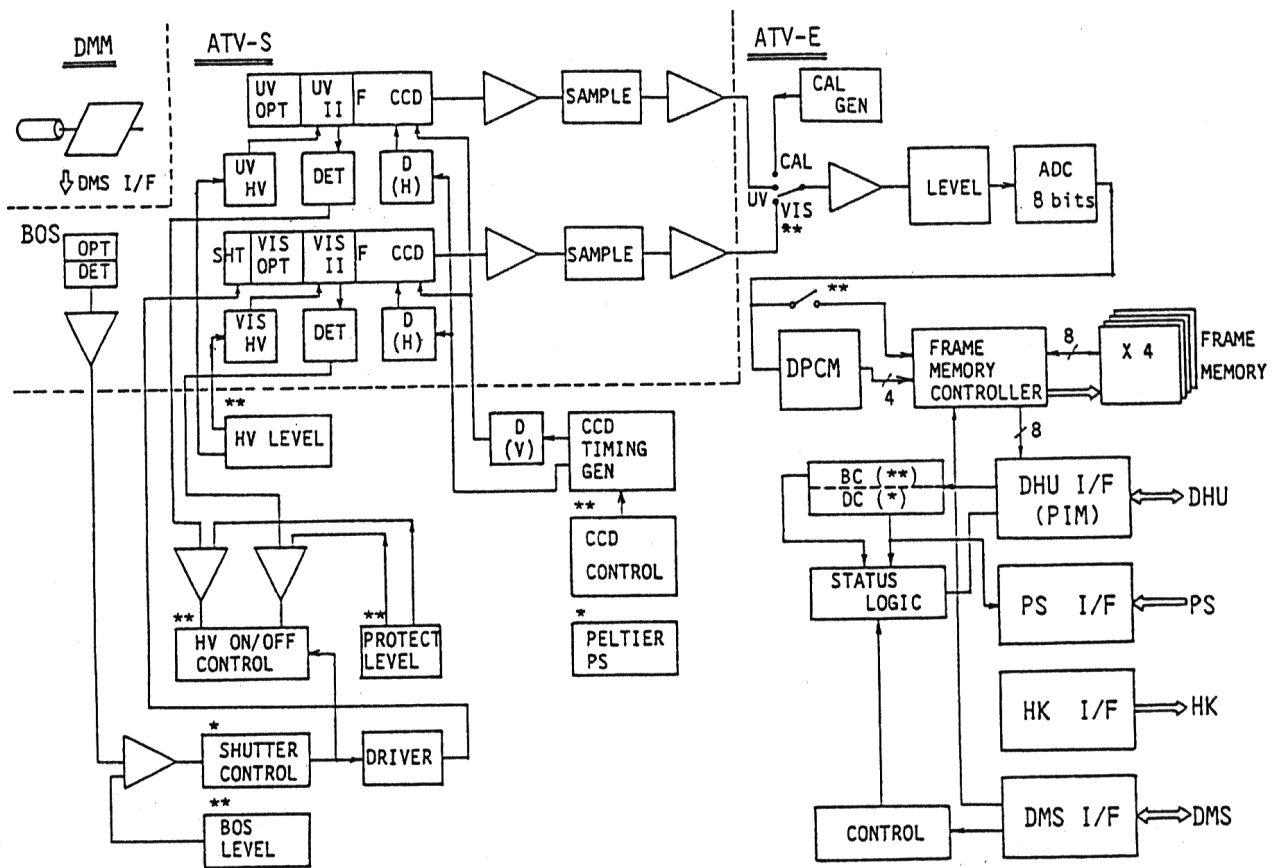 DMM
DMS I/F
ATV-S
UV OPT
UV II
F CCD
SAMPLE
UV HV
DET
D (H)
SHT
VIS OPT
VIS II
F CCD
SAMPLE
VIS HV
DET
D (H)
BOS
OPT
DET
ATV-E
CAL GEN
CAL
UV
VIS
**
LEVEL
ADC
8 bits
**
DPCM
4
FRAME
MEMORY
CONTROLLER
8
X 4
FRAME
MEMORY
8
**
HV LEVEL
D (V)
CCD
TIMING
GEN
**
CCD
CONTROL
*
PELTIER
PS
BC (**)
DC (*)
DHU I/F
(PIM)
DHU
STATUS
LOGIC
PS I/F
PS
HK I/F
HK
DMS I/F
DMS
CONTROL
**
HV ON/OFF
CONTROL
**
PROTECT
LEVEL
*
SHUTTER
CONTROL
DRIVER
**
BOS
LEVEL